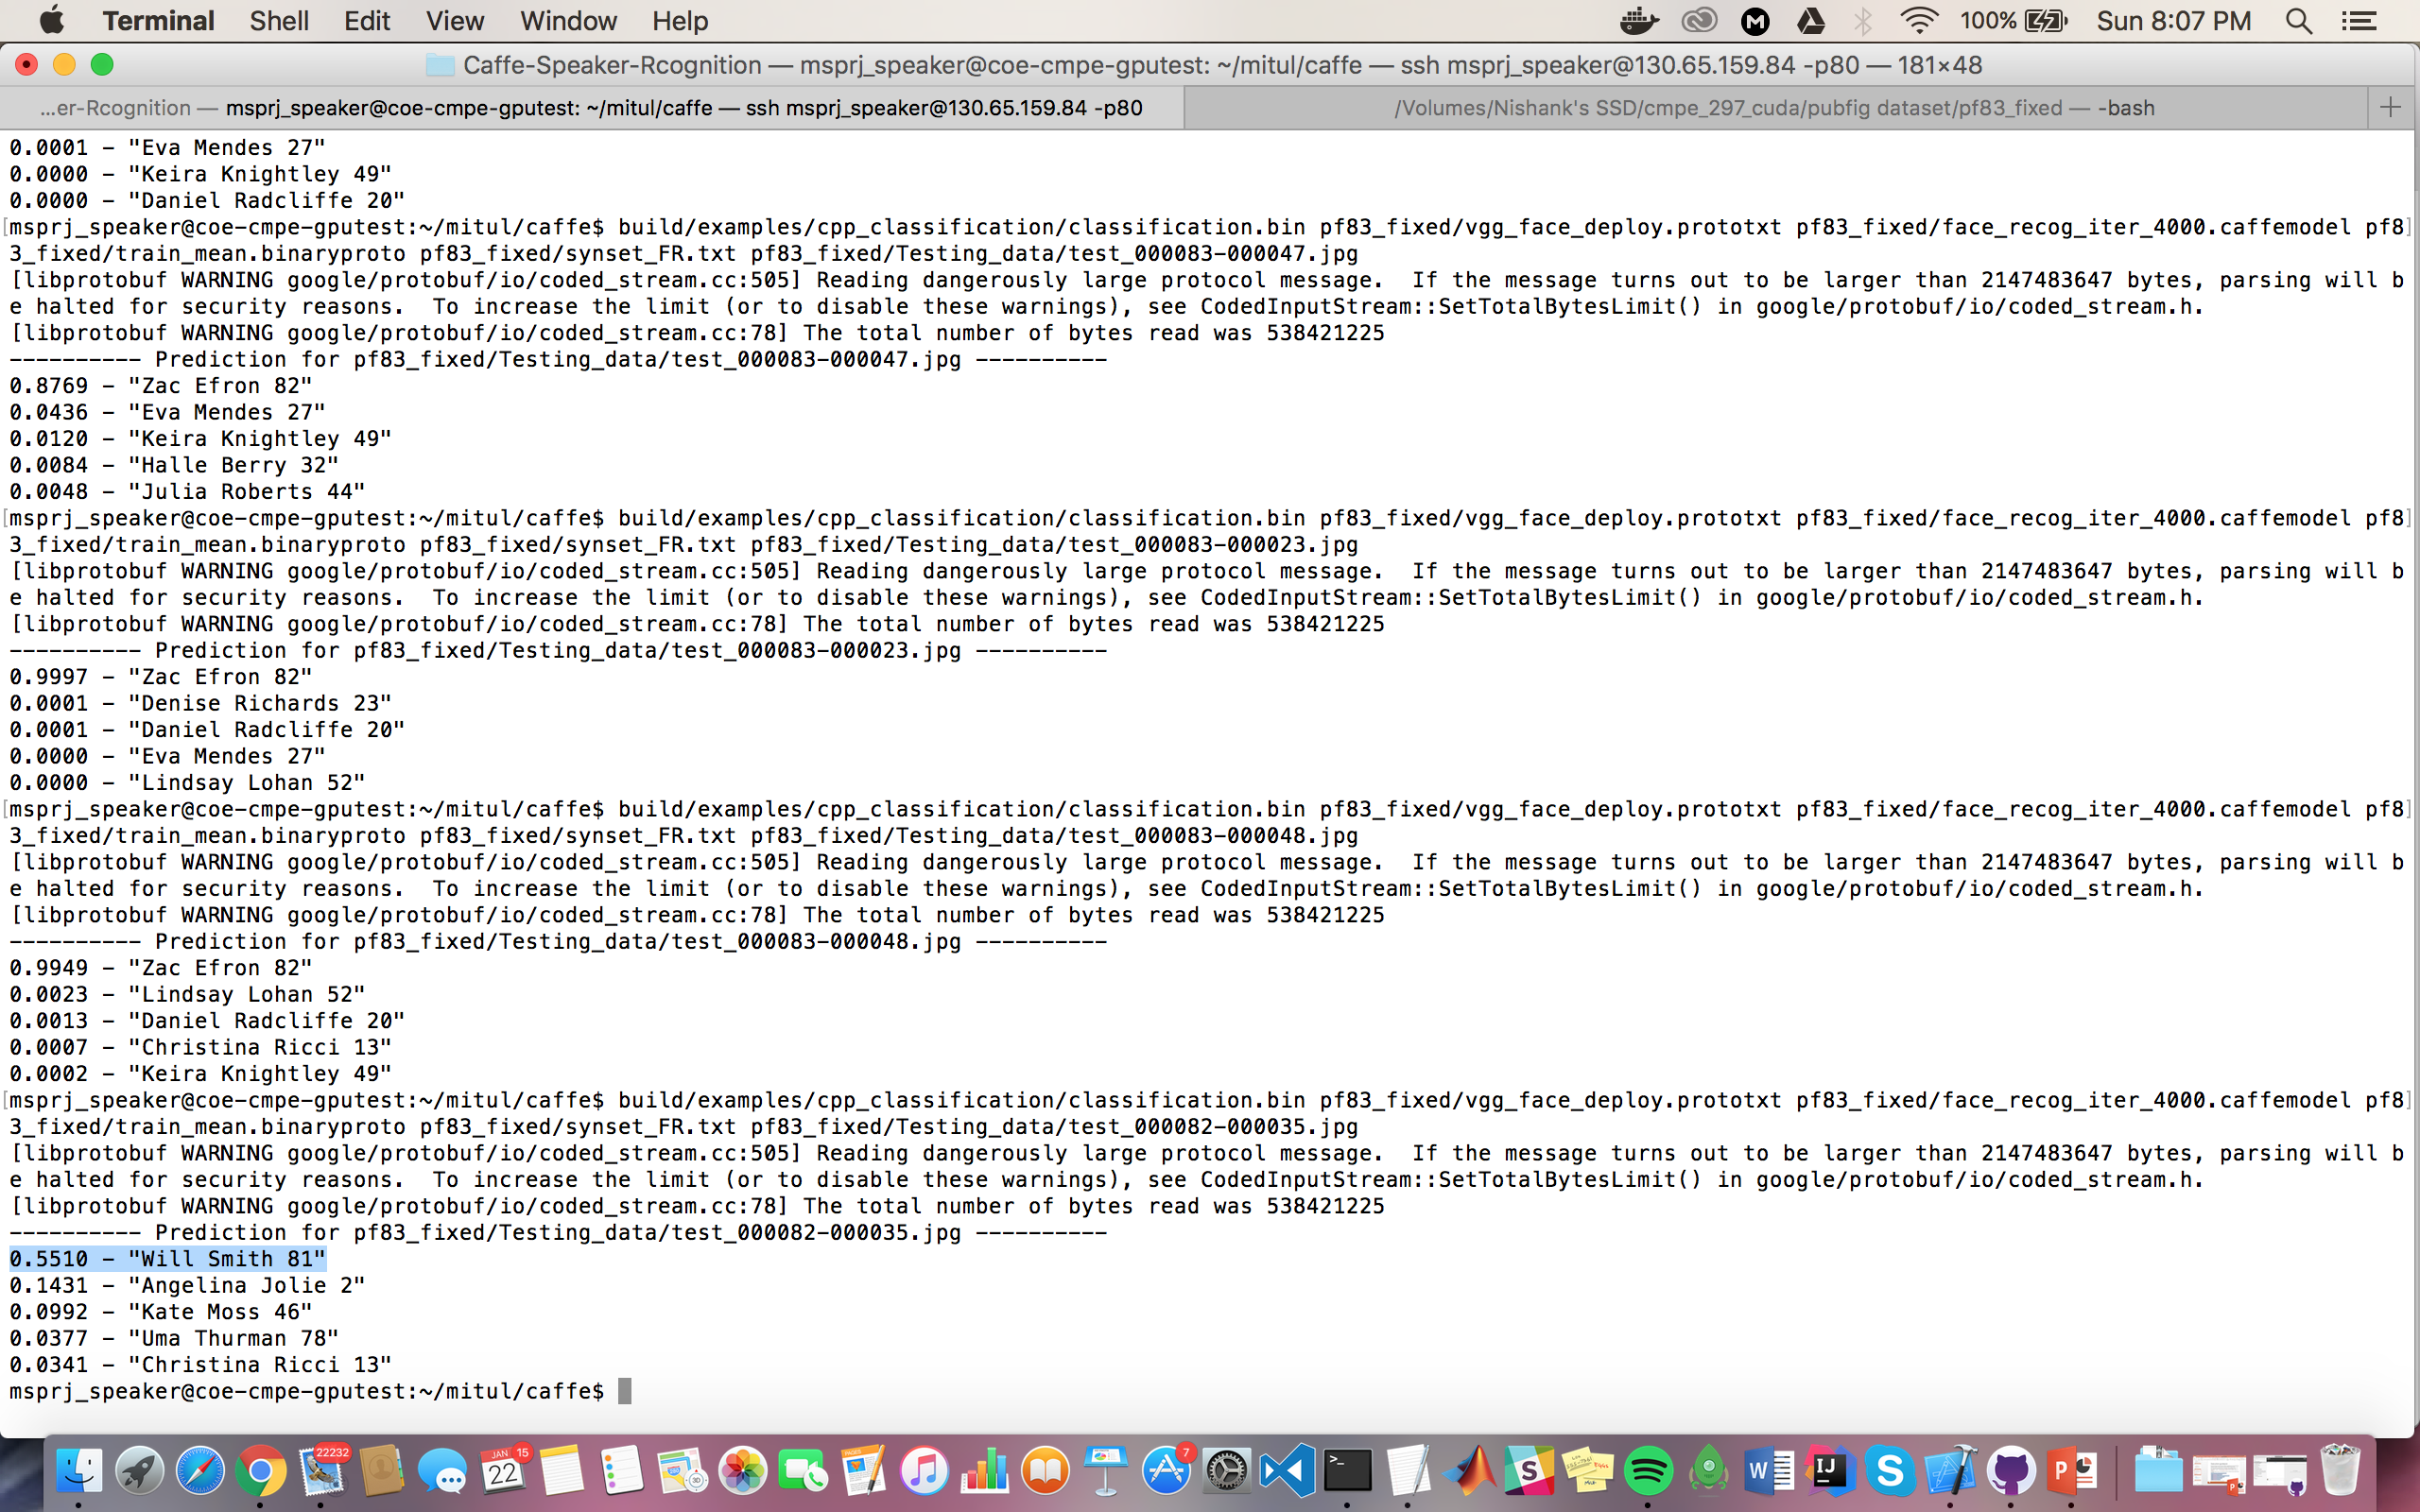 Terminal Shell Edit View Window Help 100% Sun 8:07 PM
Caffe-Speaker-Rcognition — msprj_speaker@coe-cmpe-gputest: ~/mitul/caffe — ssh msprj_speaker@130.65.159.84 -p80 — 181×48
...er-Rcognition — msprj_speaker@coe-cmpe-gputest: ~/mitul/caffe — ssh msprj_speaker@130.65.159.84 -p80 /Volumes/Nishank's SSD/cmpe_297_cuda/pubfig dataset/pf83_fixed — -bash
0.0001 - "Eva Mendes 27"
0.0000 - "Keira Knightley 49"
0.0000 - "Daniel Radcliffe 20"
[msprj_speaker@coe-cmpe-gputest:~/mitul/caffe$ build/examples/cpp_classification/classification.bin pf83_fixed/vgg_face_deploy.prototxt pf83_fixed/face_recog_iter_4000.caffemodel pf8]
3_fixed/train_mean.binaryproto pf83_fixed/synset_FR.txt pf83_fixed/Testing_data/test_000083-000047.jpg
[libprotobuf WARNING google/protobuf/io/coded_stream.cc:505] Reading dangerously large protocol message.  If the message turns out to be larger than 2147483647 bytes, parsing will b
e halted for security reasons.  To increase the limit (or to disable these warnings), see CodedInputStream::SetTotalBytesLimit() in google/protobuf/io/coded_stream.h.
[libprotobuf WARNING google/protobuf/io/coded_stream.cc:78] The total number of bytes read was 538421225
---------- Prediction for pf83_fixed/Testing_data/test_000083-000047.jpg ----------
0.8769 - "Zac Efron 82"
0.0436 - "Eva Mendes 27"
0.0120 - "Keira Knightley 49"
0.0084 - "Halle Berry 32"
0.0048 - "Julia Roberts 44"
[msprj_speaker@coe-cmpe-gputest:~/mitul/caffe$ build/examples/cpp_classification/classification.bin pf83_fixed/vgg_face_deploy.prototxt pf83_fixed/face_recog_iter_4000.caffemodel pf8]
3_fixed/train_mean.binaryproto pf83_fixed/synset_FR.txt pf83_fixed/Testing_data/test_000083-000023.jpg
[libprotobuf WARNING google/protobuf/io/coded_stream.cc:505] Reading dangerously large protocol message.  If the message turns out to be larger than 2147483647 bytes, parsing will b
e halted for security reasons.  To increase the limit (or to disable these warnings), see CodedInputStream::SetTotalBytesLimit() in google/protobuf/io/coded_stream.h.
[libprotobuf WARNING google/protobuf/io/coded_stream.cc:78] The total number of bytes read was 538421225
---------- Prediction for pf83_fixed/Testing_data/test_000083-000023.jpg ----------
0.9997 - "Zac Efron 82"
0.0001 - "Denise Richards 23"
0.0001 - "Daniel Radcliffe 20"
0.0000 - "Eva Mendes 27"
0.0000 - "Lindsay Lohan 52"
[msprj_speaker@coe-cmpe-gputest:~/mitul/caffe$ build/examples/cpp_classification/classification.bin pf83_fixed/vgg_face_deploy.prototxt pf83_fixed/face_recog_iter_4000.caffemodel pf8]
3_fixed/train_mean.binaryproto pf83_fixed/synset_FR.txt pf83_fixed/Testing_data/test_000083-000048.jpg
[libprotobuf WARNING google/protobuf/io/coded_stream.cc:505] Reading dangerously large protocol message.  If the message turns out to be larger than 2147483647 bytes, parsing will b
e halted for security reasons.  To increase the limit (or to disable these warnings), see CodedInputStream::SetTotalBytesLimit() in google/protobuf/io/coded_stream.h.
[libprotobuf WARNING google/protobuf/io/coded_stream.cc:78] The total number of bytes read was 538421225
---------- Prediction for pf83_fixed/Testing_data/test_000083-000048.jpg ----------
0.9949 - "Zac Efron 82"
0.0023 - "Lindsay Lohan 52"
0.0013 - "Daniel Radcliffe 20"
0.0007 - "Christina Ricci 13"
0.0002 - "Keira Knightley 49"
[msprj_speaker@coe-cmpe-gputest:~/mitul/caffe$ build/examples/cpp_classification/classification.bin pf83_fixed/vgg_face_deploy.prototxt pf83_fixed/face_recog_iter_4000.caffemodel pf8]
3_fixed/train_mean.binaryproto pf83_fixed/synset_FR.txt pf83_fixed/Testing_data/test_000082-000035.jpg
[libprotobuf WARNING google/protobuf/io/coded_stream.cc:505] Reading dangerously large protocol message.  If the message turns out to be larger than 2147483647 bytes, parsing will b
e halted for security reasons.  To increase the limit (or to disable these warnings), see CodedInputStream::SetTotalBytesLimit() in google/protobuf/io/coded_stream.h.
[libprotobuf WARNING google/protobuf/io/coded_stream.cc:78] The total number of bytes read was 538421225
---------- Prediction for pf83_fixed/Testing_data/test_000082-000035.jpg ----------
0.5510 - "Will Smith 81"
0.1431 - "Angelina Jolie 2"
0.0992 - "Kate Moss 46"
0.0377 - "Uma Thurman 78"
0.0341 - "Christina Ricci 13"
msprj_speaker@coe-cmpe-gputest:~/mitul/caffe$
22232 JAN 22 15 7